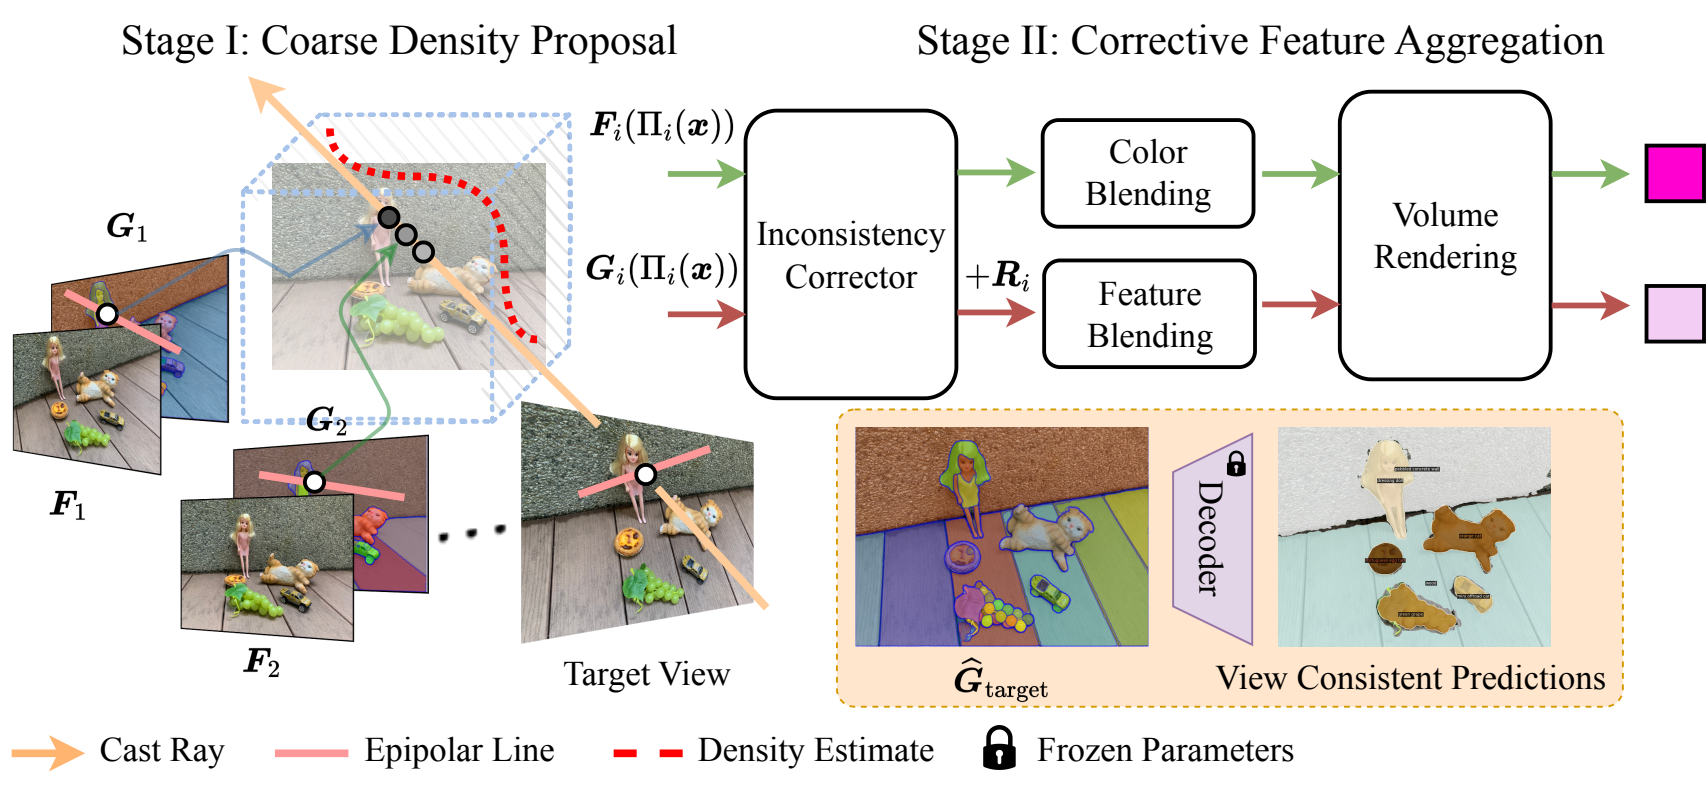 Stage I: Coarse Density Proposal
Stage II: Corrective Feature Aggregation
F_i(Π_i(x))
G_i(Π_i(x))
Inconsistency
Corrector
+R_i
Color
Blending
Feature
Blending
Volume
Rendering
G_1
F_1
G_2
F_2
Target View
Decoder
Ĝ_target
View Consistent Predictions
Cast Ray
Epipolar Line
Density Estimate
Frozen Parameters